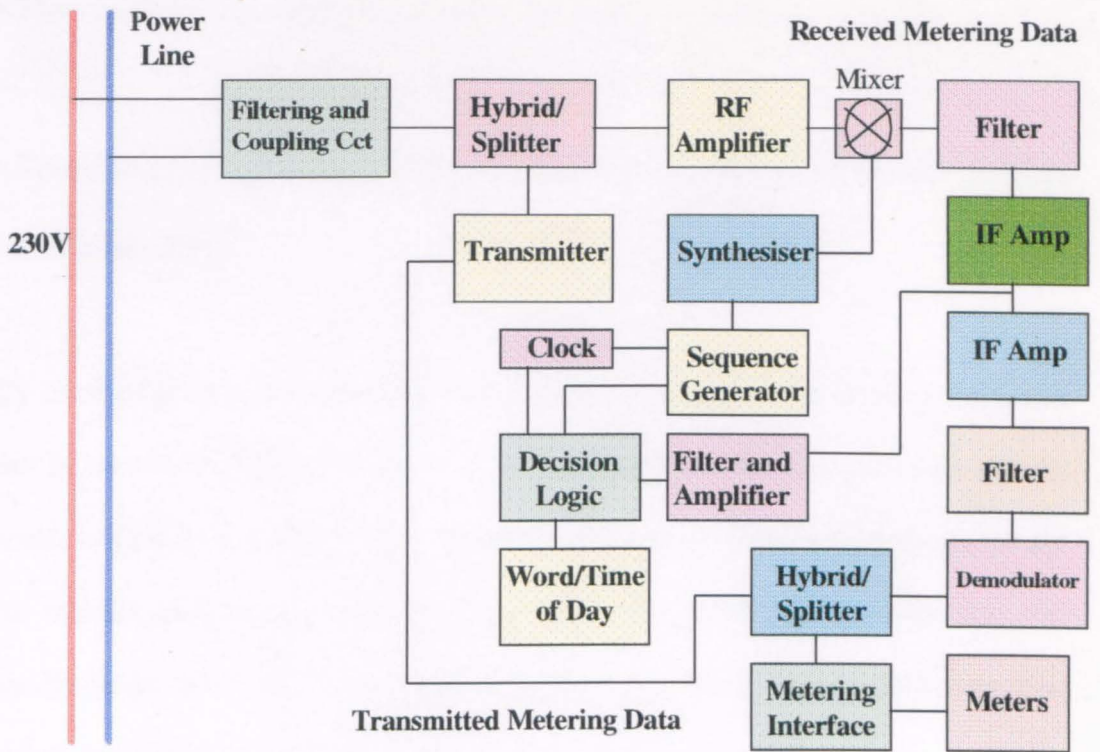 Power
Line
Received Metering Data
Mixer
Filtering and
Coupling Cct
Hybrid/
Splitter
RF
Amplifier
Filter
230V
Transmitter
Synthesiser
IF Amp
Clock
Sequence
Generator
IF Amp
Decision
Logic
Filter and
Amplifier
Filter
Word/Time
of Day
Hybrid/
Splitter
Demodulator
Transmitted Metering Data
Metering
Interface
Meters